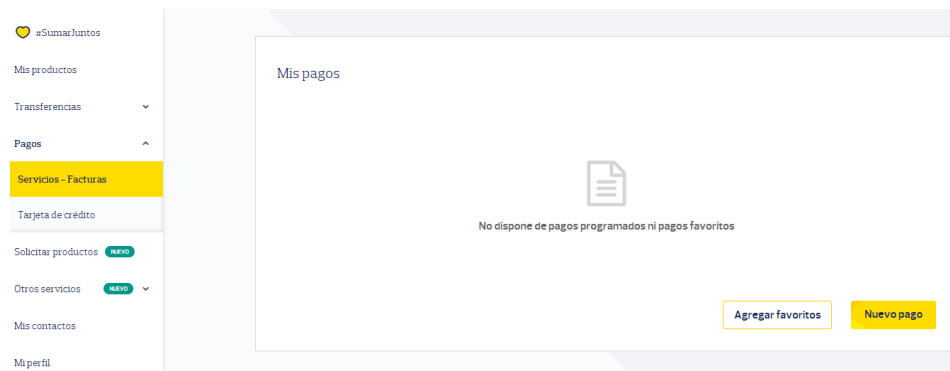 #SumarJuntos
Mis productos
Transferencias
Pagos
Servicios - Facturas
Tarjeta de crédito
Solicitar productos NUEVO
Otros servicios NUEVO
Mis contactos
Mi perfil
Mis pagos
No dispone de pagos programados ni pagos favoritos
Agregar favoritos
Nuevo pago